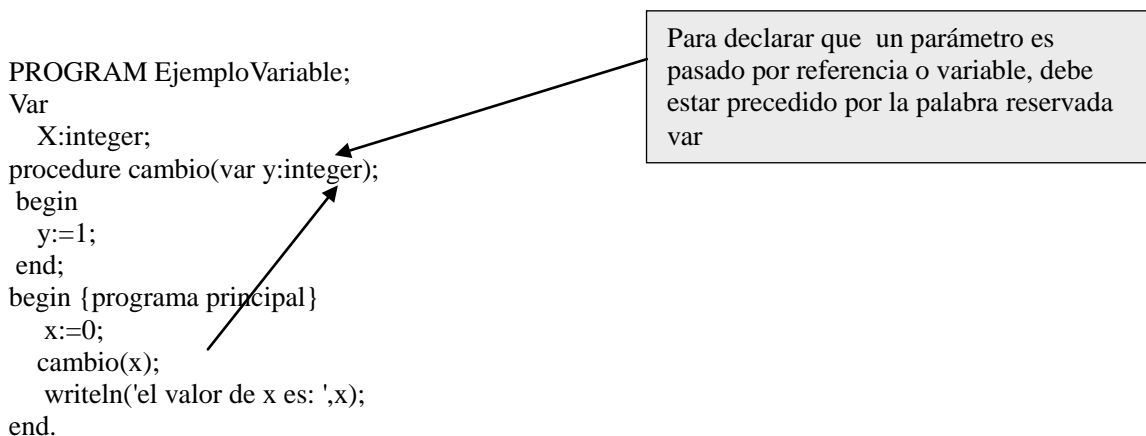 PROGRAM EjemploVariable;
Var
X:integer;
procedure cambio(var y:integer);
begin
y:=1;
end;
begin {programa principal}
x:=0;
cambio(x);
writeln('el valor de x es: ',x);
end.
Para declarar que un parámetro es
pasado por referencia o variable, debe
estar precedido por la palabra reservada
var